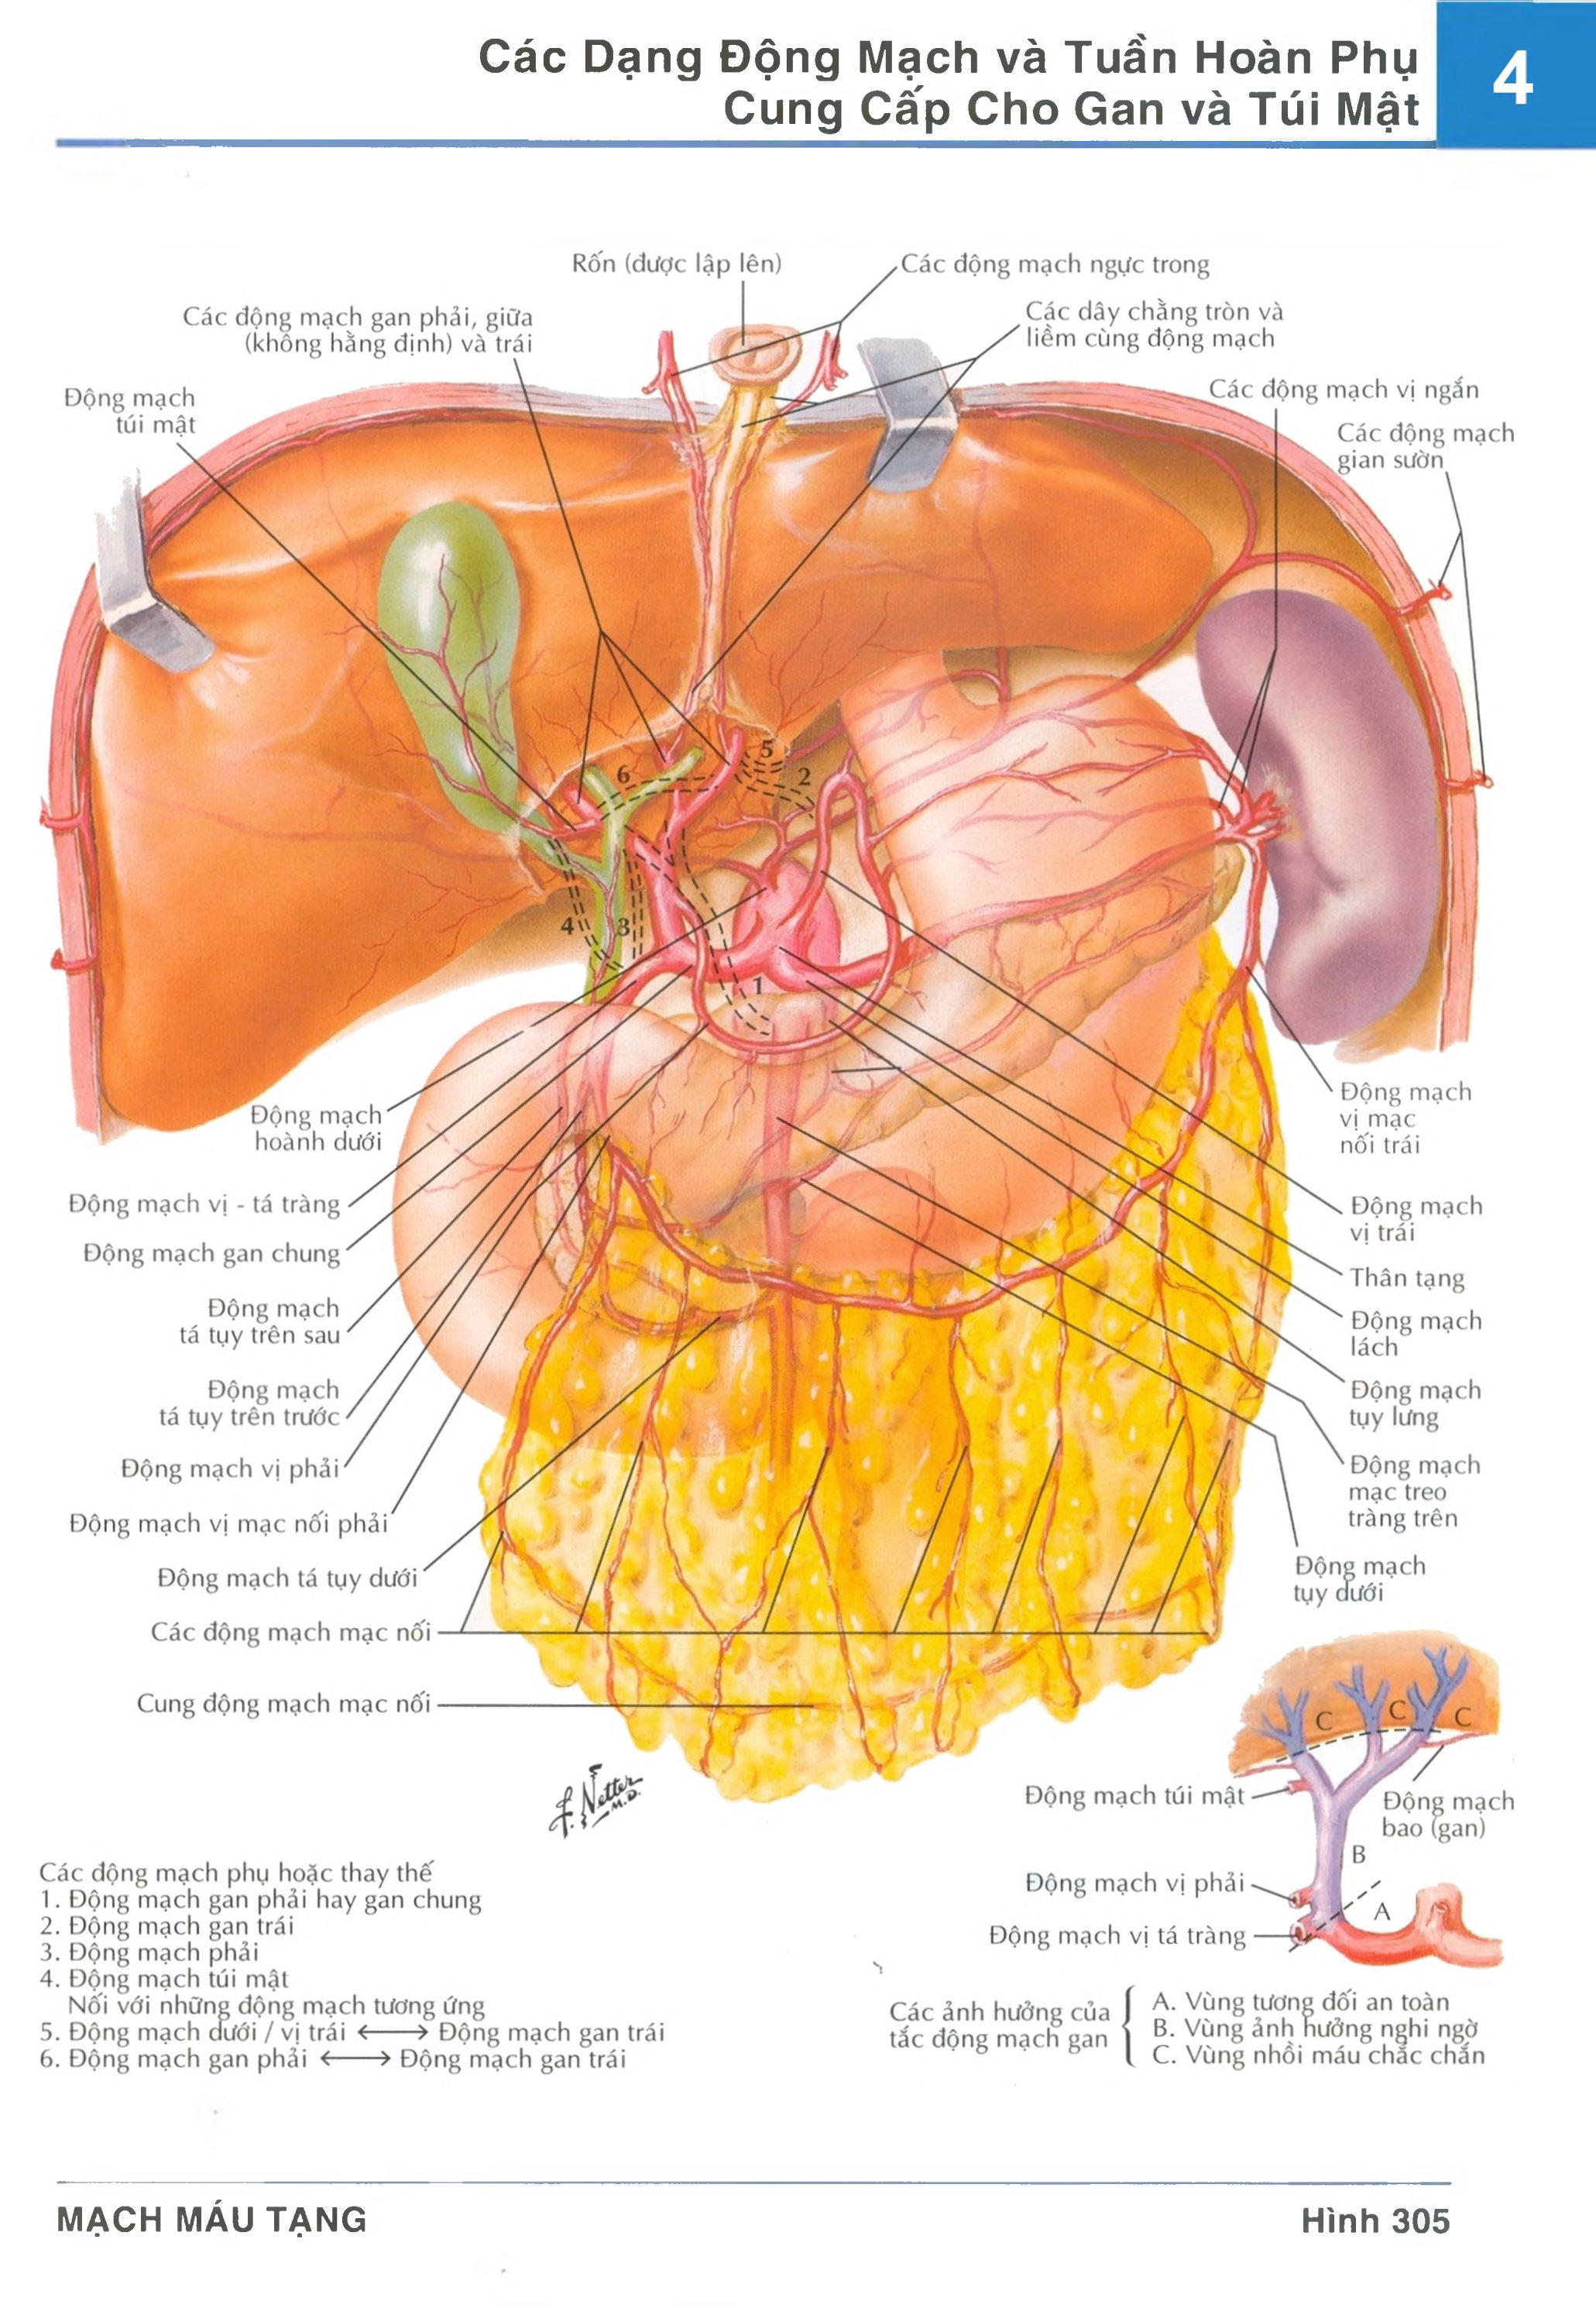 Các Dạng Động Mạch và Tuần Hoàn Phụ
Cung Cấp Cho Gan và Túi Mật
4
Rốn (được lập lên)
Các động mạch ngực trong
Các động mạch gan phải, giữa
(không hằng định) và trái
Các dây chằng tròn và
liềm cùng động mạch
Động mạch
túi mật
Các động mạch vị ngắn
Các động mạch
gian sườn
5
6
2
4
3
1
Động mạch
hoành dưới
Động mạch vị - tá tràng
Động mạch gan chung
Động mạch
tá tụy trên sau
Động mạch
tá tụy trên trước
Động mạch vị phải
Động mạch vị mạc nối phải
Động mạch tá tụy dưới
Các động mạch mạc nối
Cung động mạch mạc nối
Động mạch
vị mạc
nối trái
Động mạch
vị trái
Thân tạng
Động mạch
lách
Động mạch
tụy lưng
Động mạch
mạc treo
tràng trên
Động mạch
tụy dưới
F. Netter
M.D.
C
C
C
Động mạch túi mật
Động mạch
bao (gan)
B
Động mạch vị phải
A
Động mạch vị tá tràng
Các động mạch phụ hoặc thay thế
1. Động mạch gan phải hay gan chung
2. Động mạch gan trái
3. Động mạch phải
4. Động mạch túi mật
Nối với những động mạch tương ứng
5. Động mạch dưới / vị trái ⟷ Động mạch gan trái
6. Động mạch gan phải ⟷ Động mạch gan trái
Các ảnh hưởng của
tắc động mạch gan
A. Vùng tương đối an toàn
B. Vùng ảnh hưởng nghi ngờ
C. Vùng nhồi máu chắc chắn
MẠCH MÁU TẠNG
Hình 305